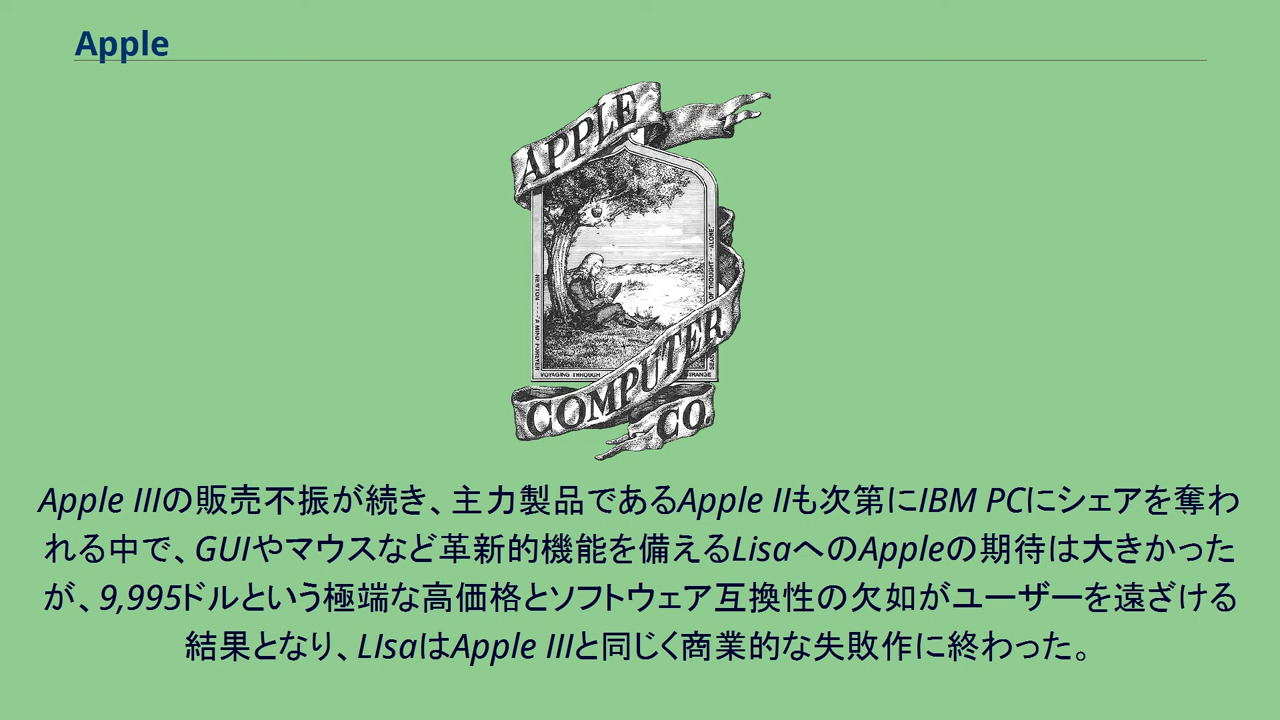 Apple
APPLE
NEWTON --- "A MIND FOREVER
VOYAGING THROUGH
STRANGE
SEA
OF THOUGHT --- ALONE."
COMPUTER
CO.
Apple IIIの販売不振が続き、主力製品であるApple IIも次第にIBM PCにシェアを奪わ
れる中で、GUIやマウスなど革新的機能を備えるLisaへのAppleの期待は大きかった
が、9,995ドルという極端な高価格とソフトウェア互換性の欠如がユーザーを遠ざける
結果となり、LIsaはApple IIIと同じく商業的な失敗作に終わった。